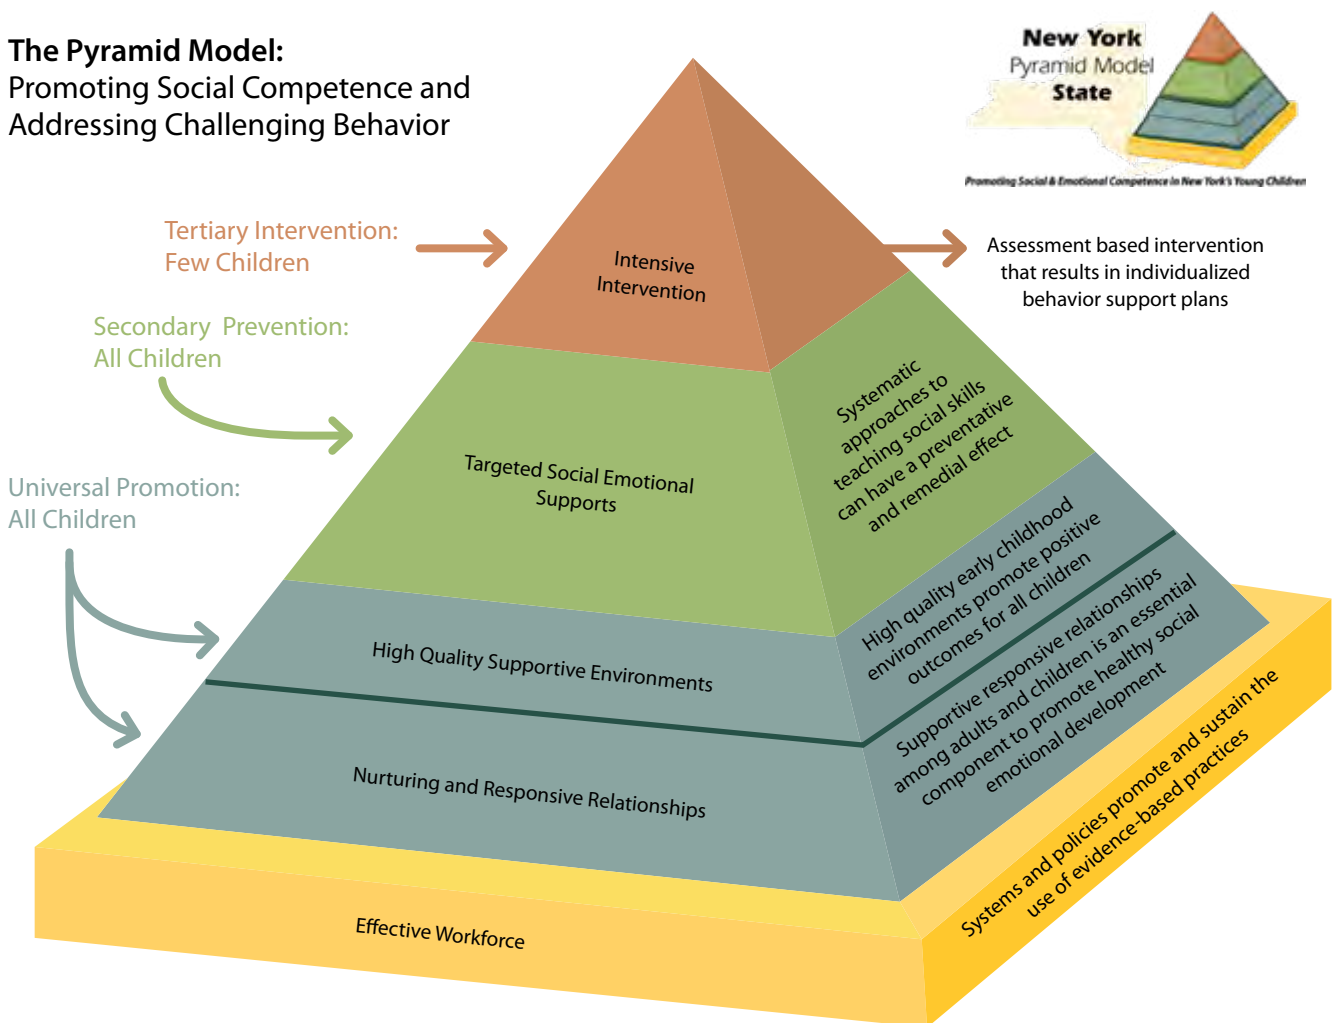 The Pyramid Model:
Promoting Social Competence and
Addressing Challenging Behavior
New York
Pyramid Model
State
Promoting Social & Emotional Competence in New York's Young Children
Tertiary Intervention:
Few Children
Intensive
Intervention
Assessment based intervention
that results in individualized
behavior support plans
Secondary Prevention:
All Children
Targeted Social Emotional
Supports
Systematic
approaches to
teaching social skills
can have a preventative
and remedial effect
Universal Promotion:
All Children
High Quality Supportive Environments
High quality early childhood
environments promote positive
outcomes for all children
Nurturing and Responsive Relationships
Supportive responsive relationships
among adults and children is an essential
component to promote healthy social
emotional development
Effective Workforce
Systems and policies promote and sustain the
use of evidence-based practices